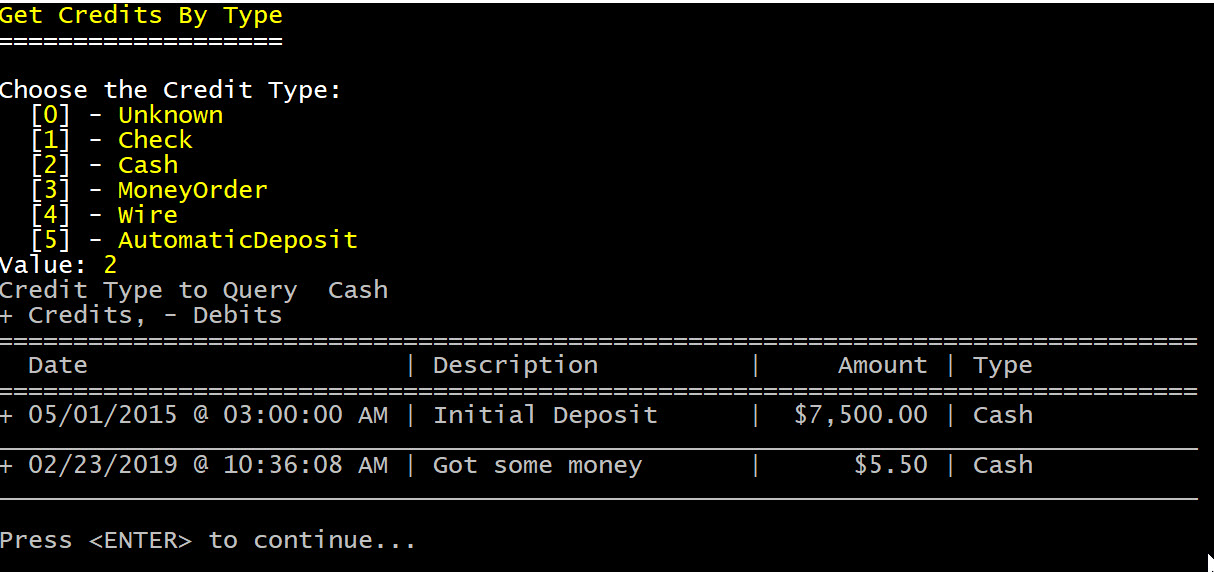 Get Credits By Type
===================
Choose the Credit Type:
[0] - Unknown
[1] - Check
[2] - Cash
[3] - MoneyOrder
[4] - Wire
[5] - AutomaticDeposit
Value: 2
Credit Type to Query  Cash
+ Credits, - Debits
================================================================================
Date | Description | Amount | Type
================================================================================
+ 05/01/2015 @ 03:00:00 AM | Initial Deposit | $7,500.00 | Cash
________________________________________________________________________________
+ 02/23/2019 @ 10:36:08 AM | Got some money | $5.50 | Cash
________________________________________________________________________________
Press <ENTER> to continue...